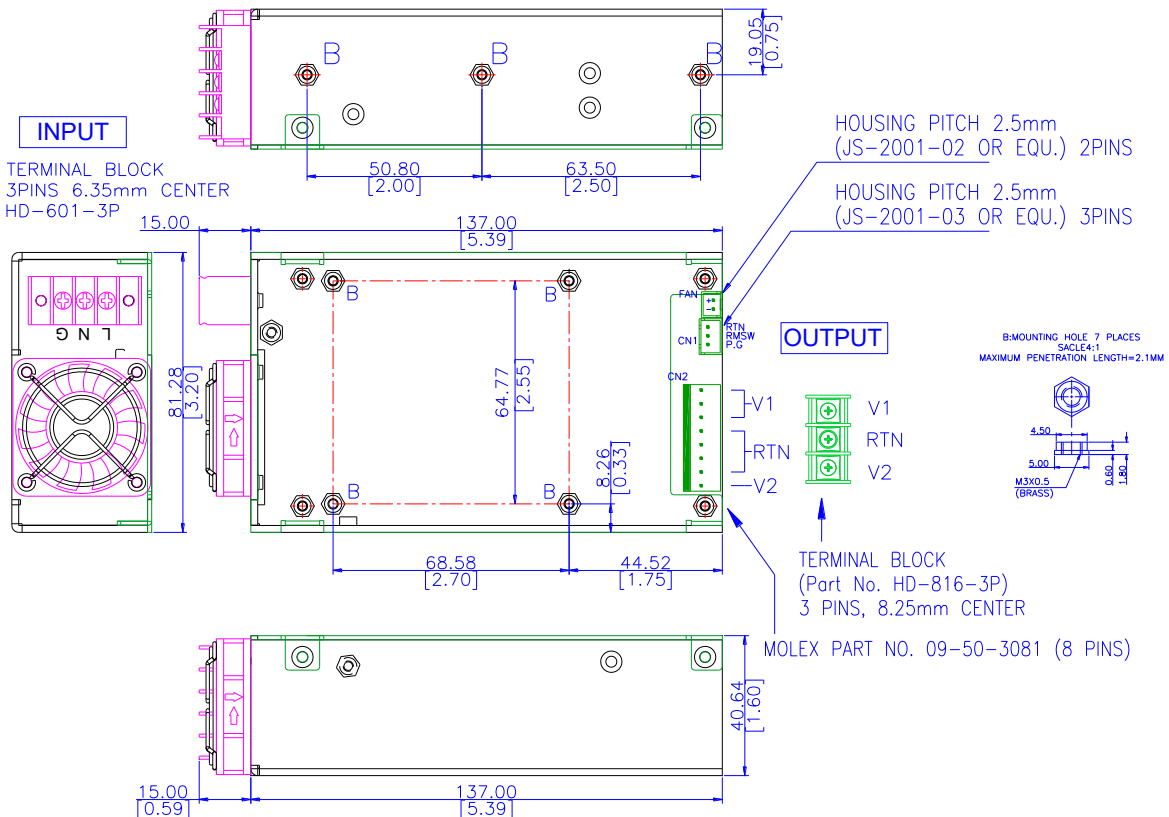 19.05
[0.75]
B B B
INPUT
TERMINAL BLOCK
3PINS 6.35mm CENTER
HD-601-3P
HOUSING PITCH 2.5mm
(JS-2001-02 OR EQU.) 2PINS
HOUSING PITCH 2.5mm
(JS-2001-03 OR EQU.) 3PINS
50.80
[2.00]
63.50
[2.50]
15.00
137.00
[5.39]
L N G
81.28
[3.20]
B
B
B
B
64.77
[2.55]
8.26
[0.33]
FAN
+
-
CN1
RTN
RMSW
P.G
CN2
V1
RTN
V2
OUTPUT
V1
RTN
V2
B:MOUNTING HOLE 7 PLACES
SACLE4:1
MAXIMUM PENETRATION LENGTH=2.1MM
4.50
5.00
0.60
1.80
M3X0.5
(BRASS)
68.58
[2.70]
44.52
[1.75]
TERMINAL BLOCK
(Part No. HD-816-3P)
3 PINS, 8.25mm CENTER
MOLEX PART NO. 09-50-3081 (8 PINS)
40.64
[1.60]
15.00
[0.59]
137.00
[5.39]